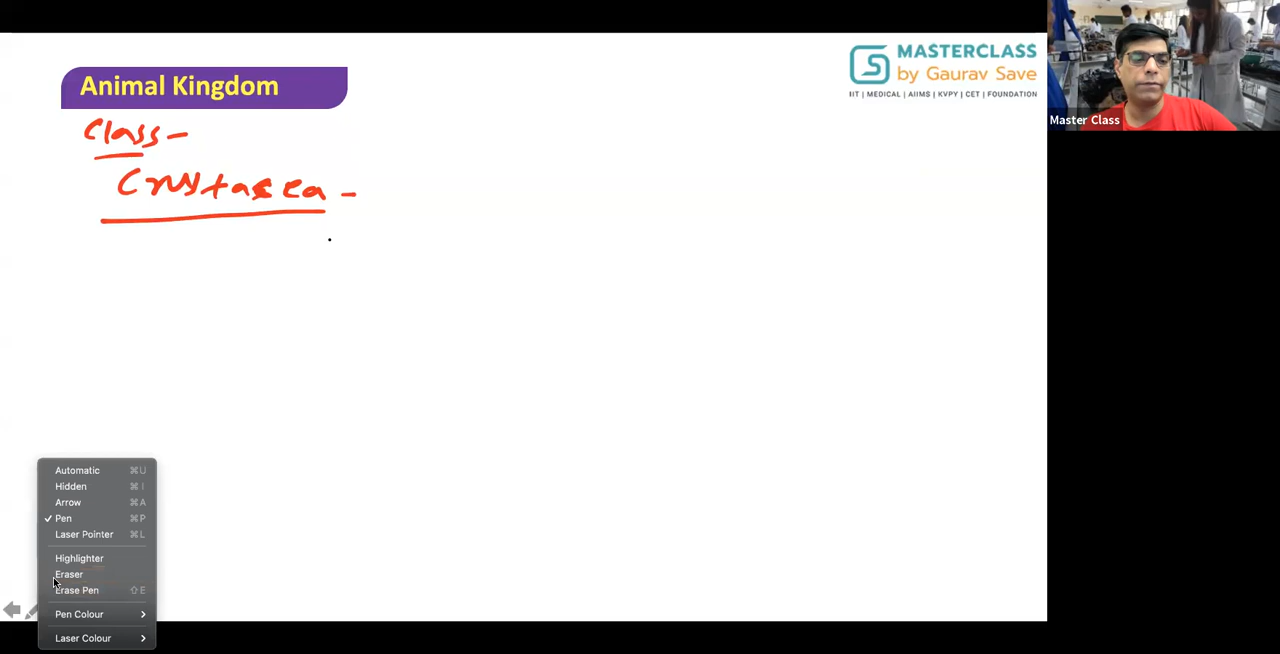 Animal Kingdom
MASTERCLASS
by Gaurav Save
IIT | MEDICAL | AIIMS | KVPY | CET | FOUNDATION
Master Class
Class -
Crustacea -
Automatic ⌘U
Hidden ⌘I
Arrow ⌘A
✓ Pen ⌘P
Laser Pointer ⌘L
Highlighter
Eraser
Erase Pen ⇧E
Pen Colour >
Laser Colour >